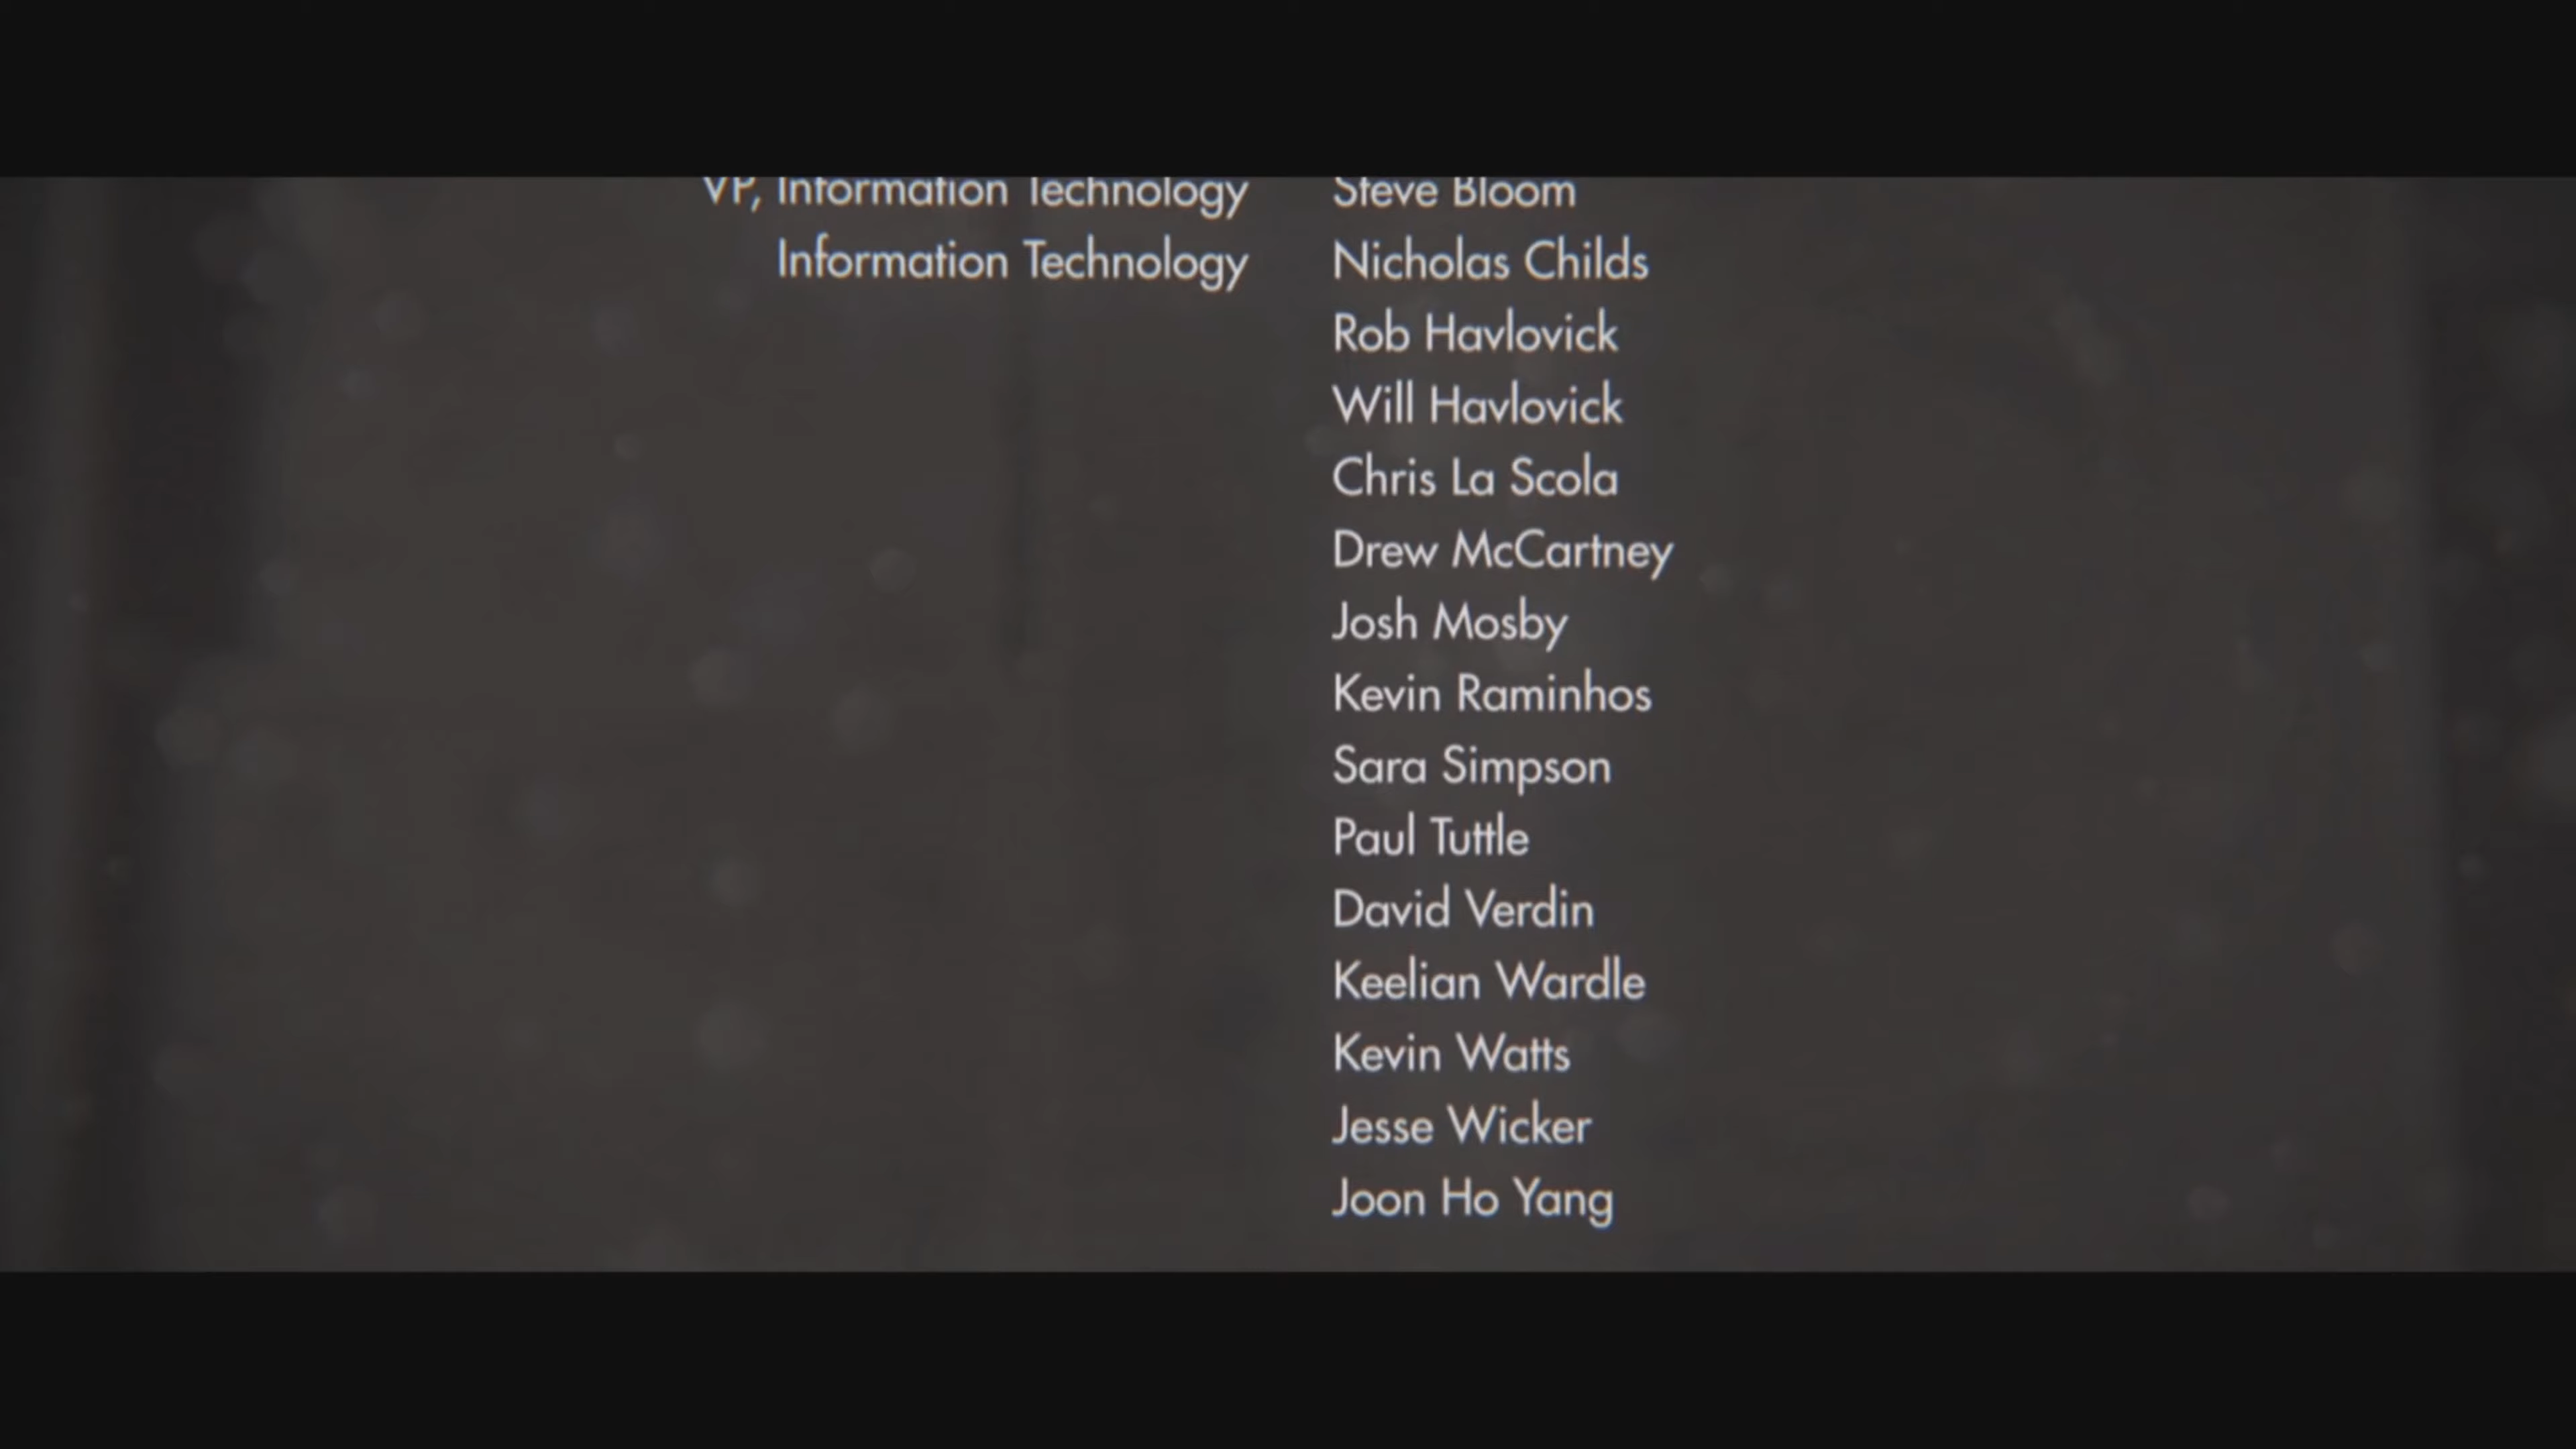 VP, Information Technology Steve Bloom
Information Technology Nicholas Childs
Rob Havlovick
Will Havlovick
Chris La Scola
Drew McCartney
Josh Mosby
Kevin Raminhos
Sara Simpson
Paul Tuttle
David Verdin
Keelian Wardle
Kevin Watts
Jesse Wicker
Joon Ho Yang